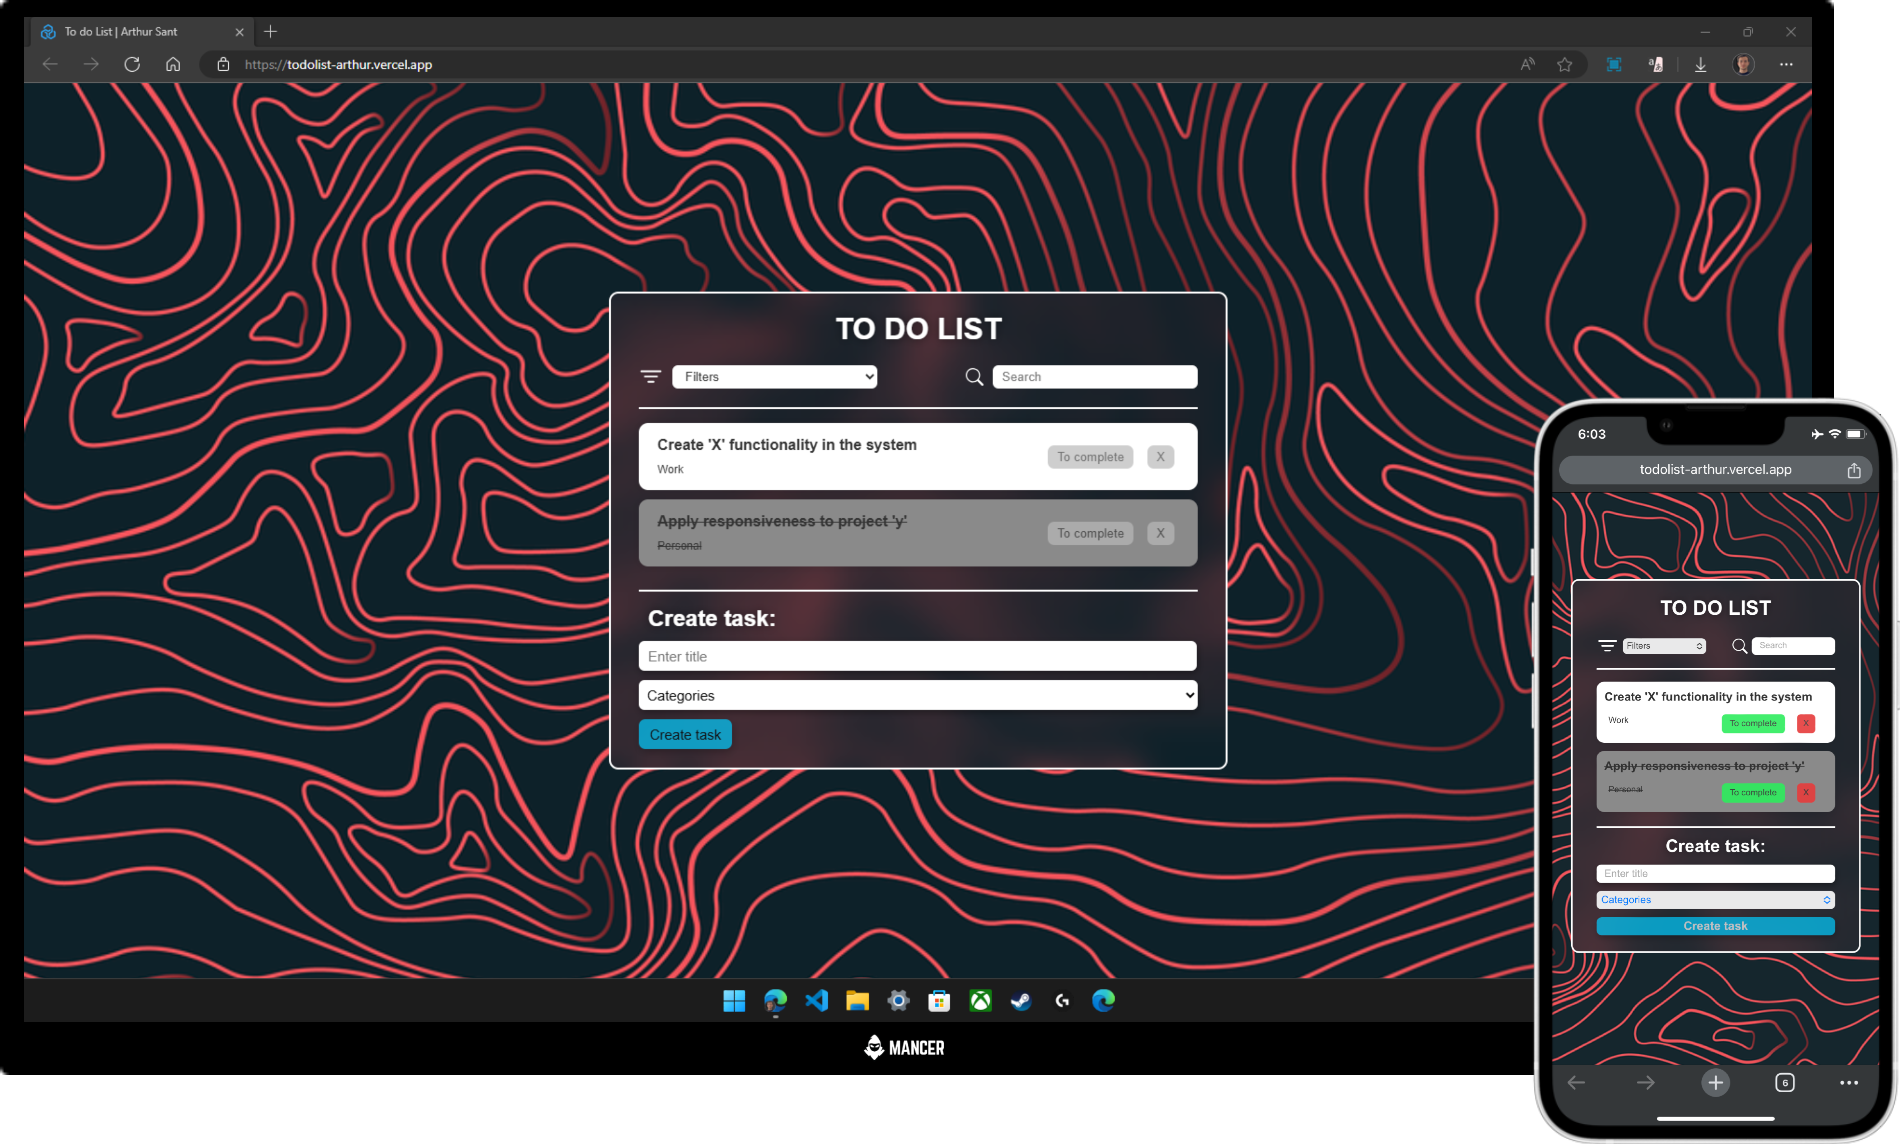 To do List | Arthur Sant
https://todolist-arthur.vercel.app
TO DO LIST
Filters
Search
Create 'X' functionality in the system
Work
To complete
X
Apply responsiveness to project 'y'
Personal
To complete
X
Create task:
Enter title
Categories
Create task
MANCER
6:03
todolist-arthur.vercel.app
TO DO LIST
Filters
Search
Create 'X' functionality in the system
Work
To complete
X
Apply responsiveness to project 'y'
Personal
To complete
X
Create task:
Enter title
Categories
Create task
6